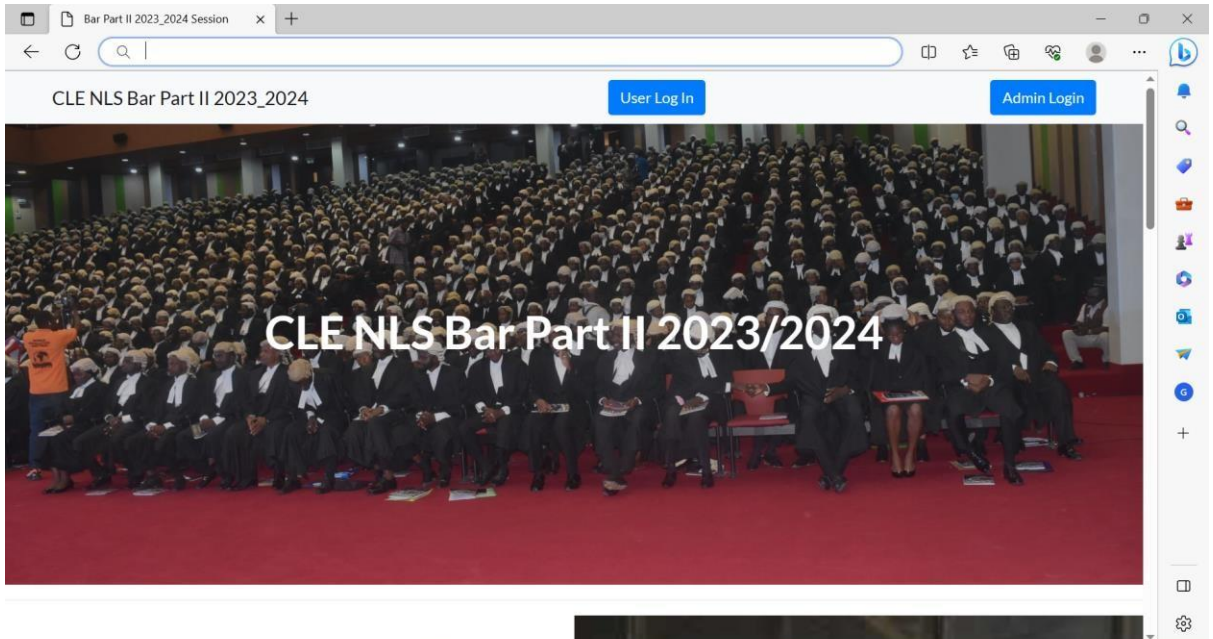 Bar Part II 2023_2024 Session
CLE NLS Bar Part II 2023_2024
User Log In
Admin Login
CLE NLS Bar Part II 2023/2024
G